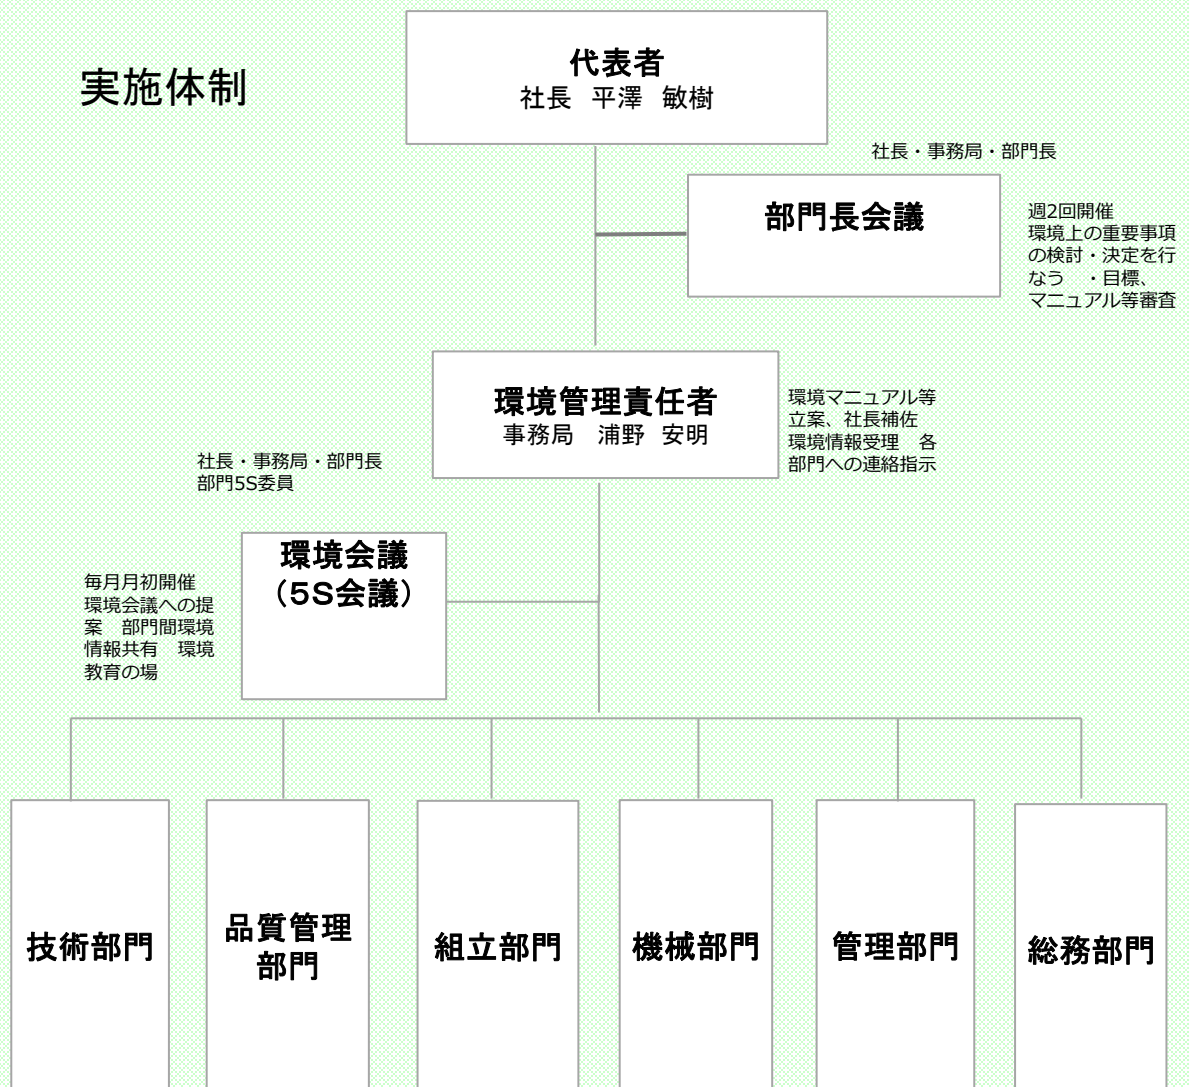 実施体制
代表者
社長　平澤　敏樹
社長・事務局・部門長
部門長会議
週2回開催
環境上の重要事項
の検討・決定を行
なう　・目標、
マニュアル等審査
環境管理責任者
事務局　浦野　安明
環境マニュアル等
立案、社長補佐
環境情報受理　各
部門への連絡指示
社長・事務局・部門長
部門5S委員
環境会議
（5S会議）
毎月月初開催
環境会議への提
案　部門間環境
情報共有　環境
教育の場
技術部門
品質管理
部門
組立部門
機械部門
管理部門
総務部門